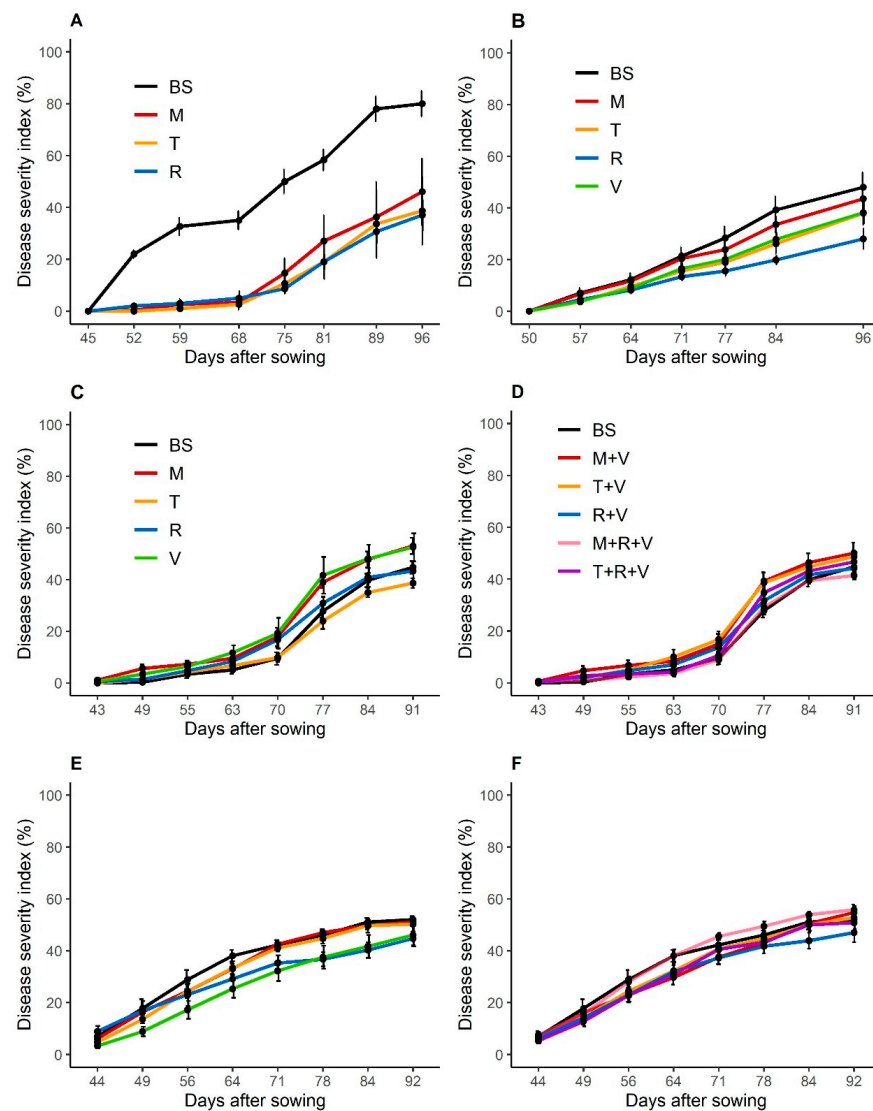 A
Disease severity index (%)
100
80
60
40
20
0
BS
M
T
R
45 52 59 68 75 81 89 96
Days after sowing
B
Disease severity index (%)
100
80
60
40
20
0
BS
M
T
R
V
50 57 64 71 77 84 96
Days after sowing
C
Disease severity index (%)
100
80
60
40
20
0
BS
M
T
R
V
43 49 55 63 70 77 84 91
Days after sowing
D
Disease severity index (%)
100
80
60
40
20
0
BS
M+V
T+V
R+V
M+R+V
T+R+V
43 49 55 63 70 77 84 91
Days after sowing
E
Disease severity index (%)
100
80
60
40
20
0
44 49 56 64 71 78 84 92
Days after sowing
F
Disease severity index (%)
100
80
60
40
20
0
44 49 56 64 71 78 84 92
Days after sowing